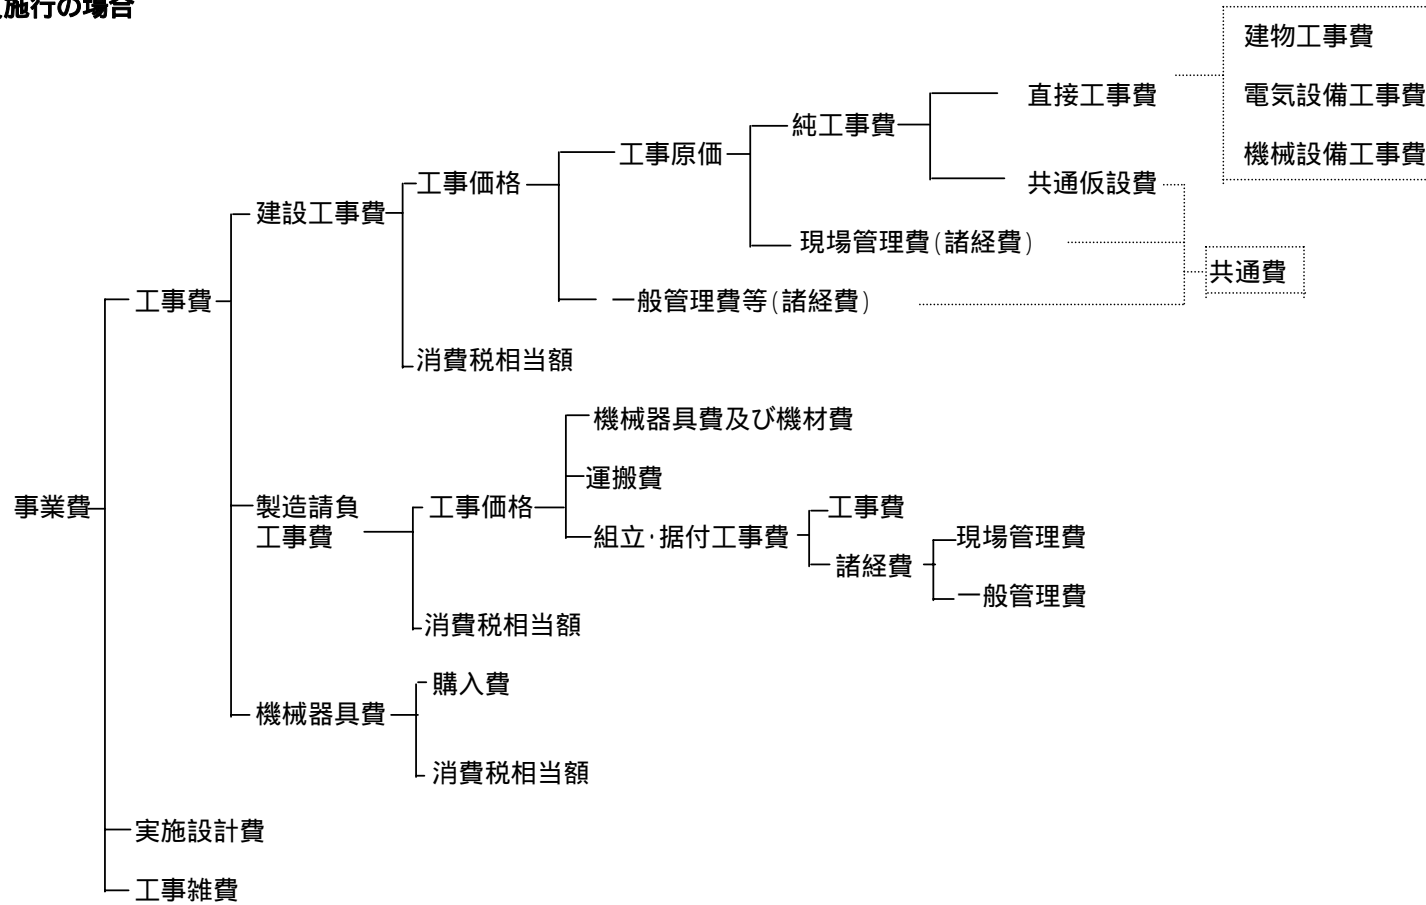 施行の場合
建物工事費
直接工事費
電気設備工事費
純工事費
工事原価
機械設備工事費
工事価格
共通仮設費
建設工事費
現場管理費(諸経費)
共通費
工事費
一般管理費等(諸経費)
消費税相当額
機械器具費及び機材費
運搬費
事業費
製造請負
工事費
工事価格
工事費
組立・据付工事費
現場管理費
諸経費
一般管理費
消費税相当額
購入費
機械器具費
消費税相当額
実施設計費
工事雑費